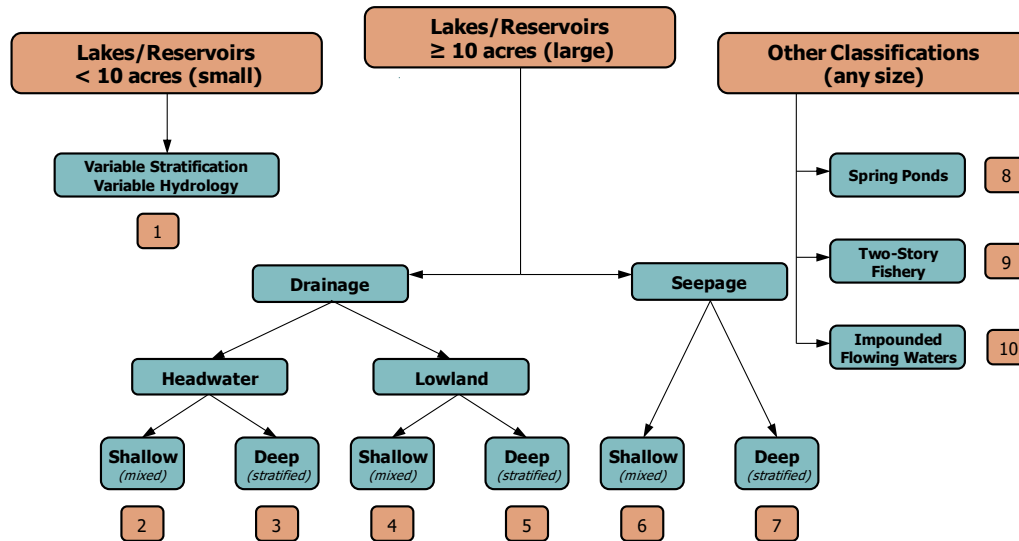 Lakes/Reservoirs
< 10 acres (small)
Lakes/Reservoirs
≥ 10 acres (large)
Other Classifications
(any size)
Variable Stratification
Variable Hydrology
1
Spring Ponds
8
Two-Story
Fishery
9
Impounded
Flowing Waters
10
Drainage
Seepage
Headwater
Lowland
Shallow
(mixed)
Deep
(stratified)
Shallow
(mixed)
Deep
(stratified)
Shallow
(mixed)
Deep
(stratified)
2
3
4
5
6
7